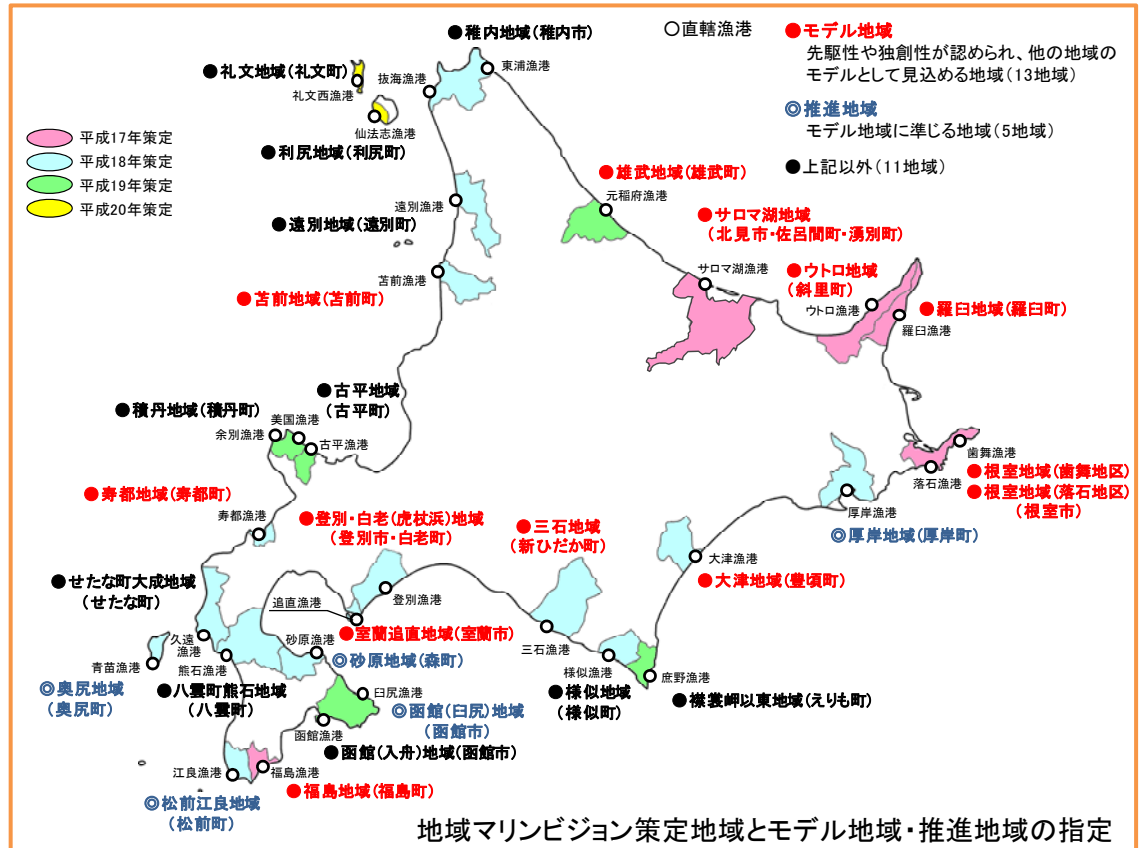 ●稚内地域(稚内市)
○直轄漁港
●モデル地域
先駆性や独創性が認められ、他の地域の
モデルとして見込める地域(13地域)
◎推進地域
モデル地域に準じる地域(5地域)
●上記以外(11地域)
平成17年策定
平成18年策定
平成19年策定
平成20年策定
●礼文地域(礼文町)
礼文西漁港
抜海漁港
東浦漁港
仙法志漁港
●利尻地域(利尻町)
遠別漁港
●遠別地域(遠別町)
苫前漁港
●苫前地域(苫前町)
●雄武地域(雄武町)
元稲府漁港
●サロマ湖地域
(北見市・佐呂間町・湧別町)
サロマ湖漁港
●ウトロ地域
(斜里町)
ウトロ漁港
●羅臼地域(羅臼町)
羅臼漁港
●古平地域
(古平町)
●積丹地域(積丹町)
美国漁港
余別漁港
古平漁港
歯舞漁港
落石漁港
●根室地域(歯舞地区)
●根室地域(落石地区)
(根室市)
厚岸漁港
◎厚岸地域(厚岸町)
●寿都地域(寿都町)
寿都漁港
●登別・白老(虎杖浜)地域
(登別市・白老町)
●三石地域
(新ひだか町)
大津漁港
●大津地域(豊頃町)
●せたな町大成地域
(せたな町)
追直漁港
登別漁港
●室蘭追直地域(室蘭市)
久遠
漁港
青苗漁港
熊石漁港
砂原漁港
◎砂原地域(森町)
三石漁港
様似漁港
庶野漁港
◎奥尻地域
(奥尻町)
●八雲町熊石地域
(八雲町)
臼尻漁港
◎函館(臼尻)地域
(函館市)
●様似地域
(様似町)
●襟裳岬以東地域(えりも町)
函館漁港
●函館(入舟)地域(函館市)
江良漁港
福島漁港
●福島地域(福島町)
◎松前江良地域
(松前町)
地域マリンビジョン策定地域とモデル地域・推進地域の指定